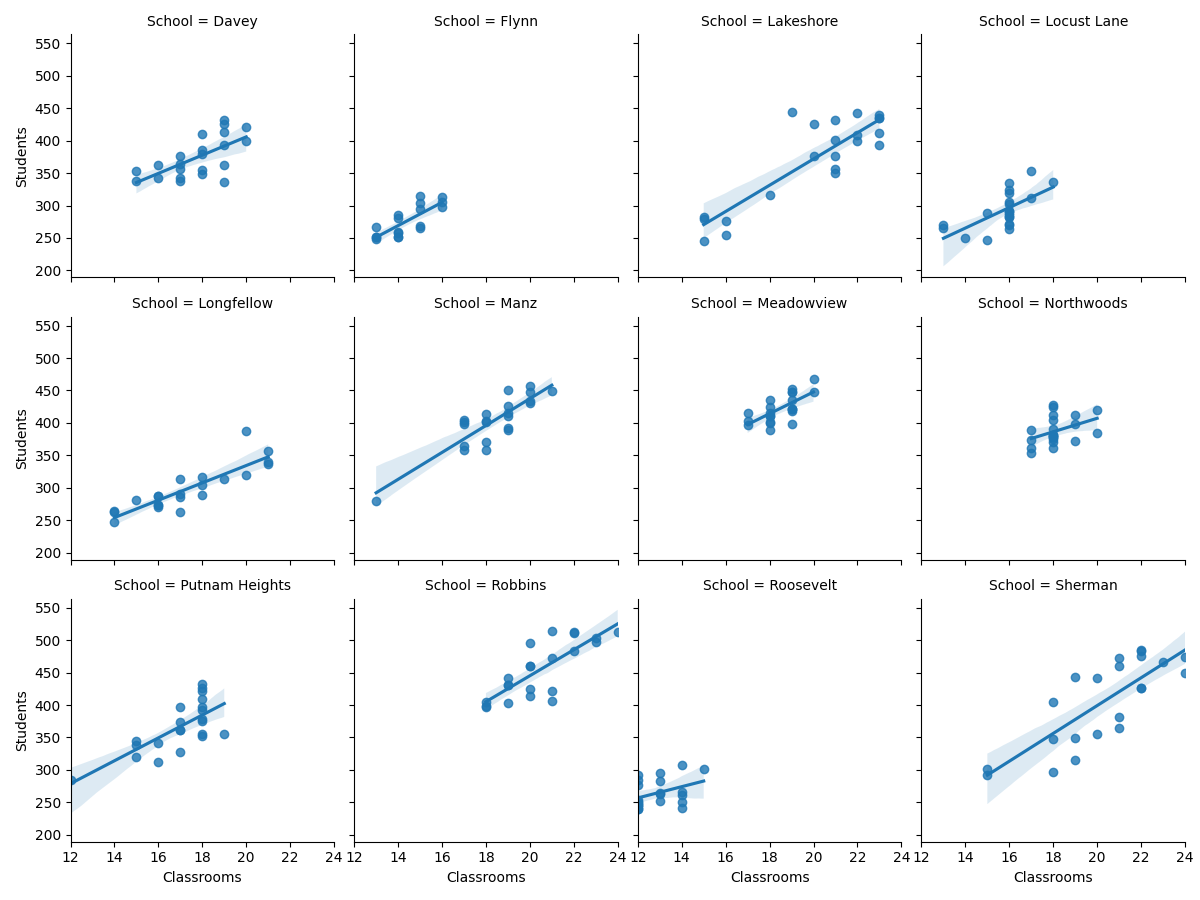 School = Davey
School = Flynn
School = Lakeshore
School = Locust Lane
550
500
450
400
350
300
250
200
Students
School = Longfellow
School = Manz
School = Meadowview
School = Northwoods
550
500
450
400
350
300
250
200
Students
School = Putnam Heights
School = Robbins
School = Roosevelt
School = Sherman
550
500
450
400
350
300
250
200
Students
12 14 16 18 20 22 24
12 14 16 18 20 22 24
12 14 16 18 20 22 24
12 14 16 18 20 22 24
Classrooms
Classrooms
Classrooms
Classrooms